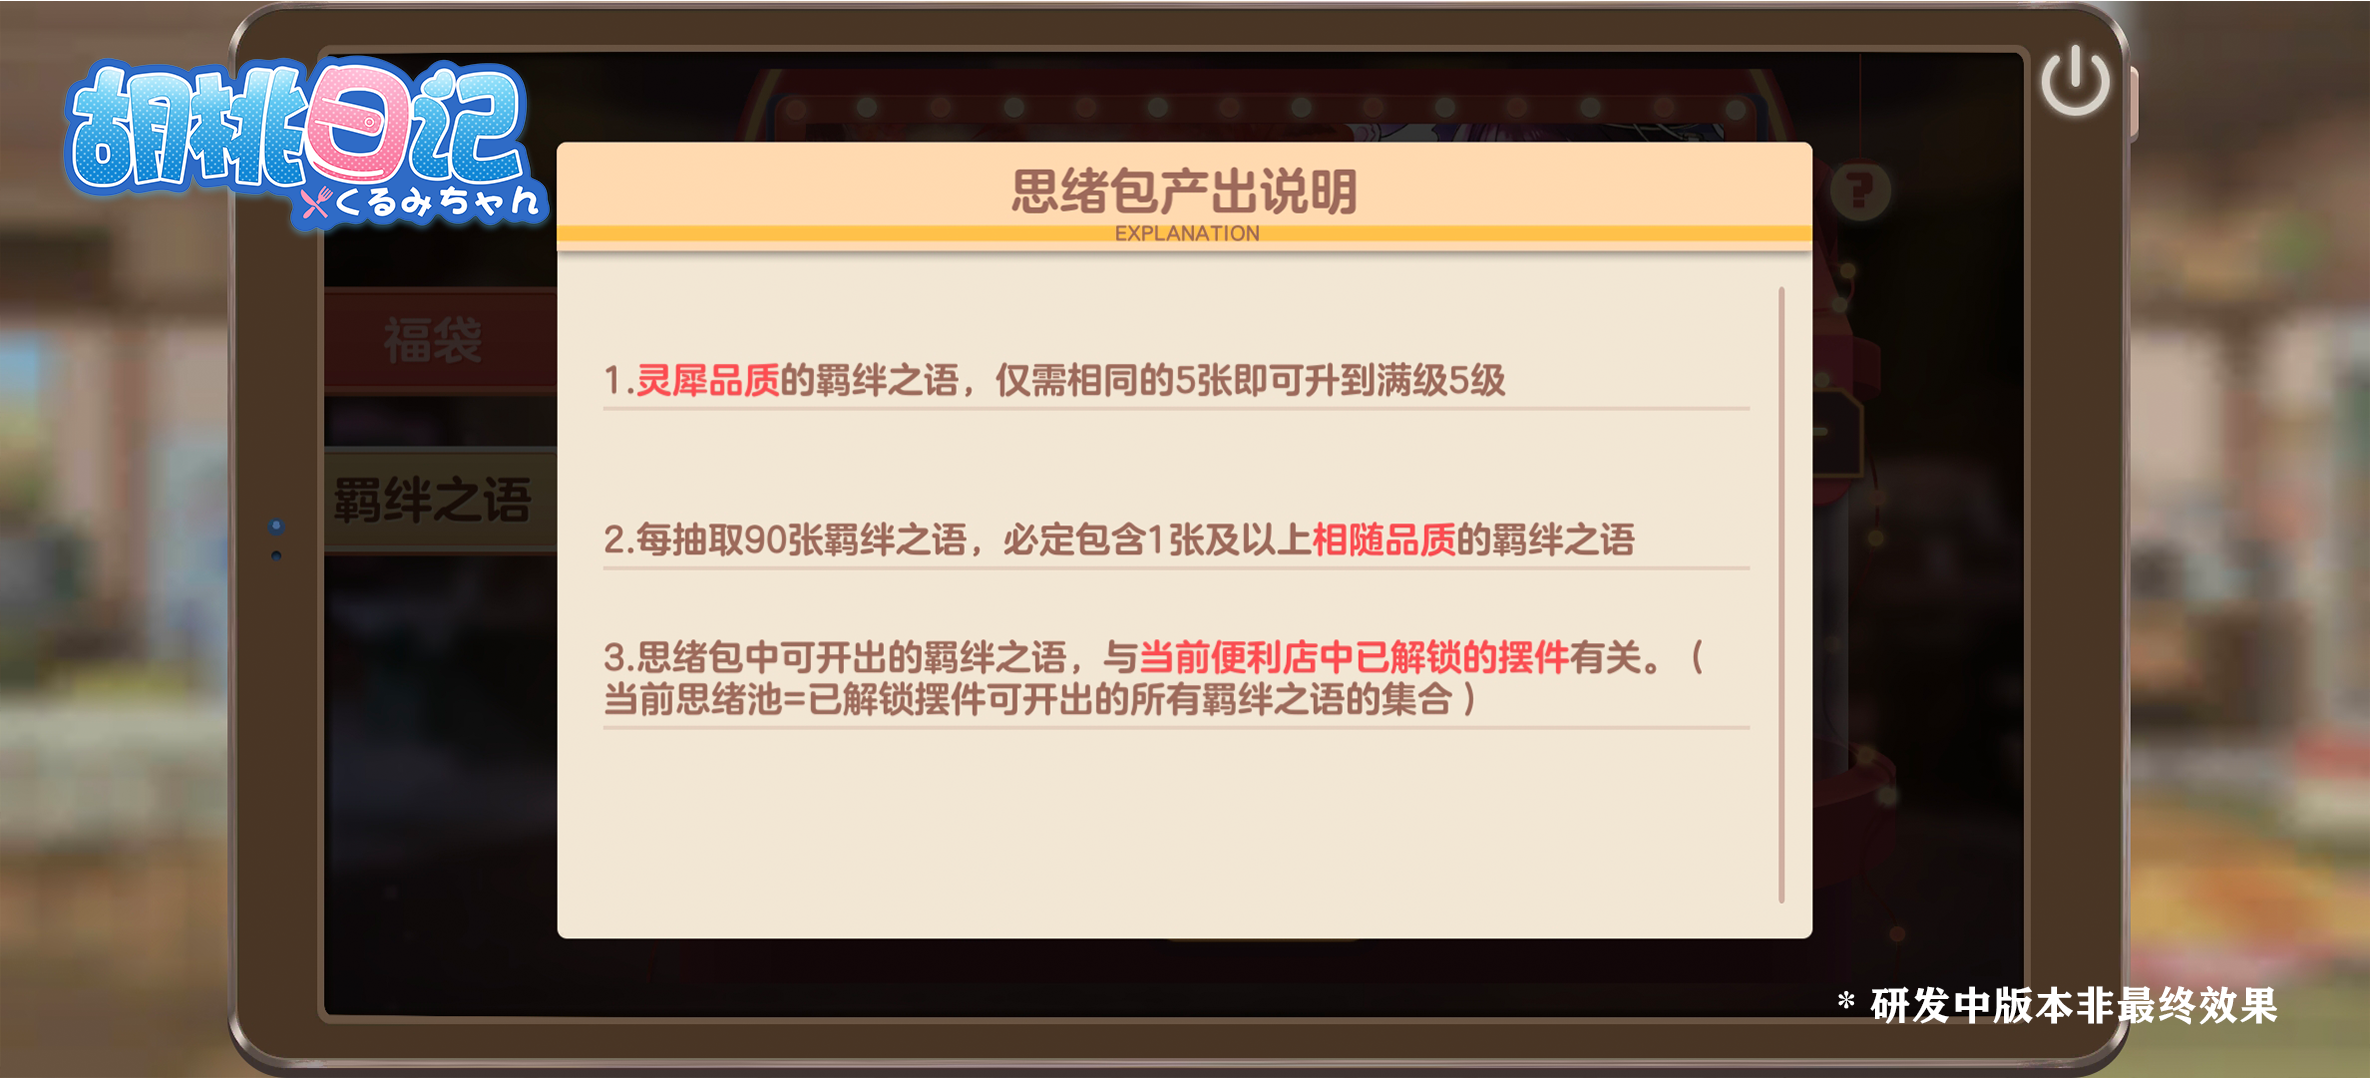 胡桃日记
くるみちゃん
思绪包产出说明
EXPLANATION
?
福袋
羁绊之语
1.灵犀品质的羁绊之语，仅需相同的5张即可升到满级5级
2.每抽取90张羁绊之语，必定包含1张及以上相随品质的羁绊之语
3.思绪包中可开出的羁绊之语，与当前便利店中已解锁的摆件有关。（
当前思绪池=已解锁摆件可开出的所有羁绊之语的集合）
* 研发中版本非最终效果